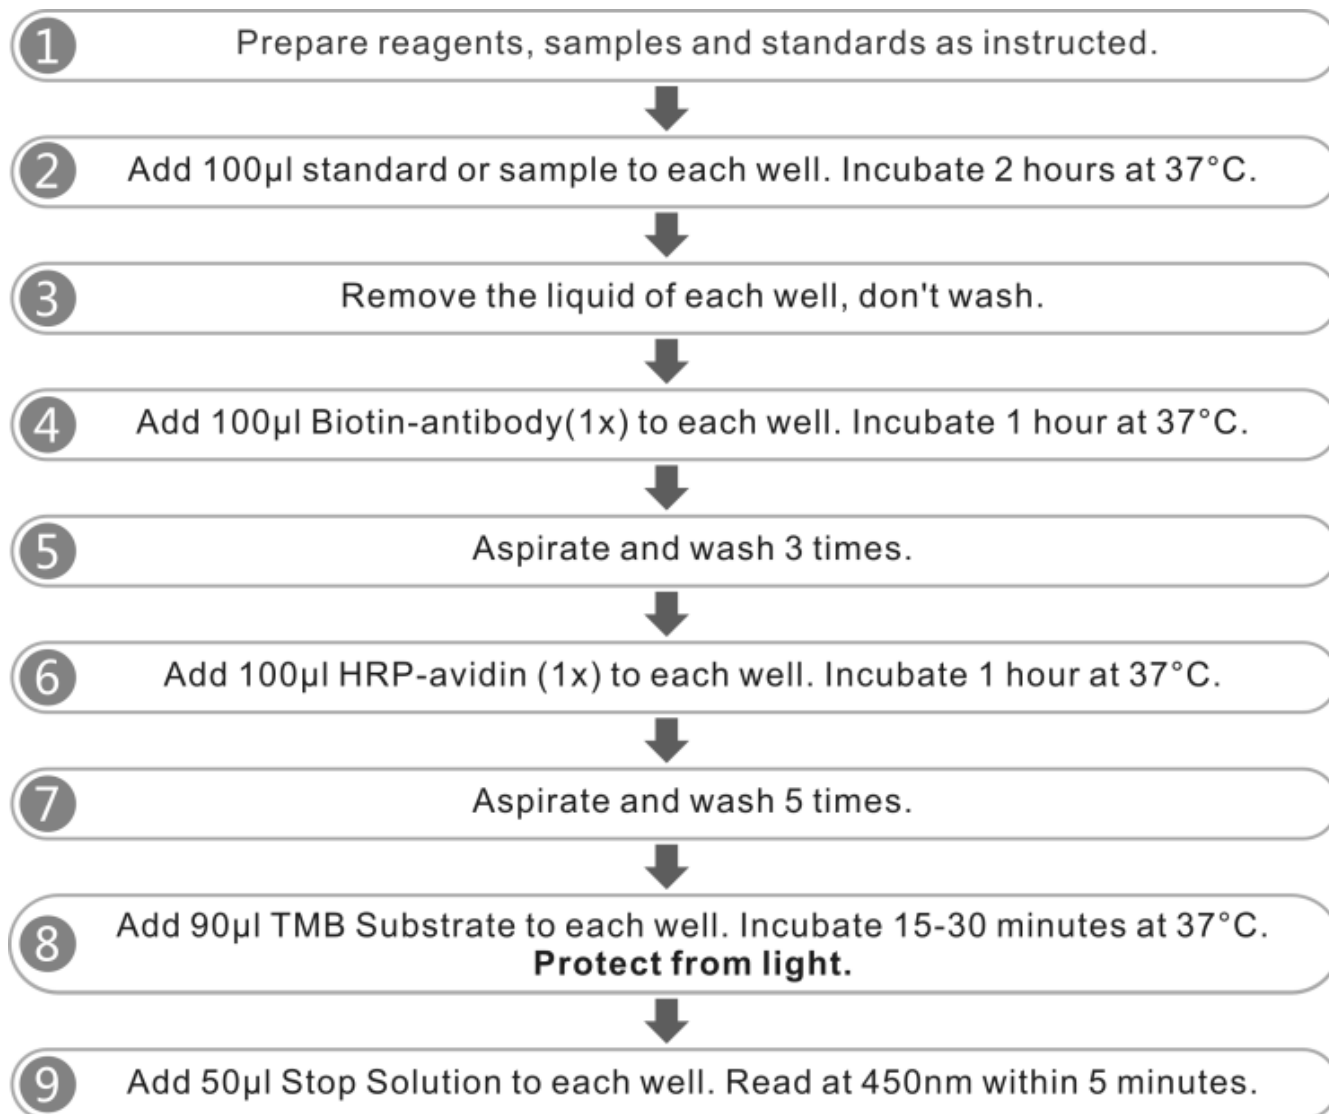 1 Prepare reagents, samples and standards as instructed.
2 Add 100µl standard or sample to each well. Incubate 2 hours at 37°C.
3 Remove the liquid of each well, don't wash.
4 Add 100µl Biotin-antibody(1x) to each well. Incubate 1 hour at 37°C.
5 Aspirate and wash 3 times.
6 Add 100µl HRP-avidin (1x) to each well. Incubate 1 hour at 37°C.
7 Aspirate and wash 5 times.
8 Add 90µl TMB Substrate to each well. Incubate 15-30 minutes at 37°C.
Protect from light.
9 Add 50µl Stop Solution to each well. Read at 450nm within 5 minutes.